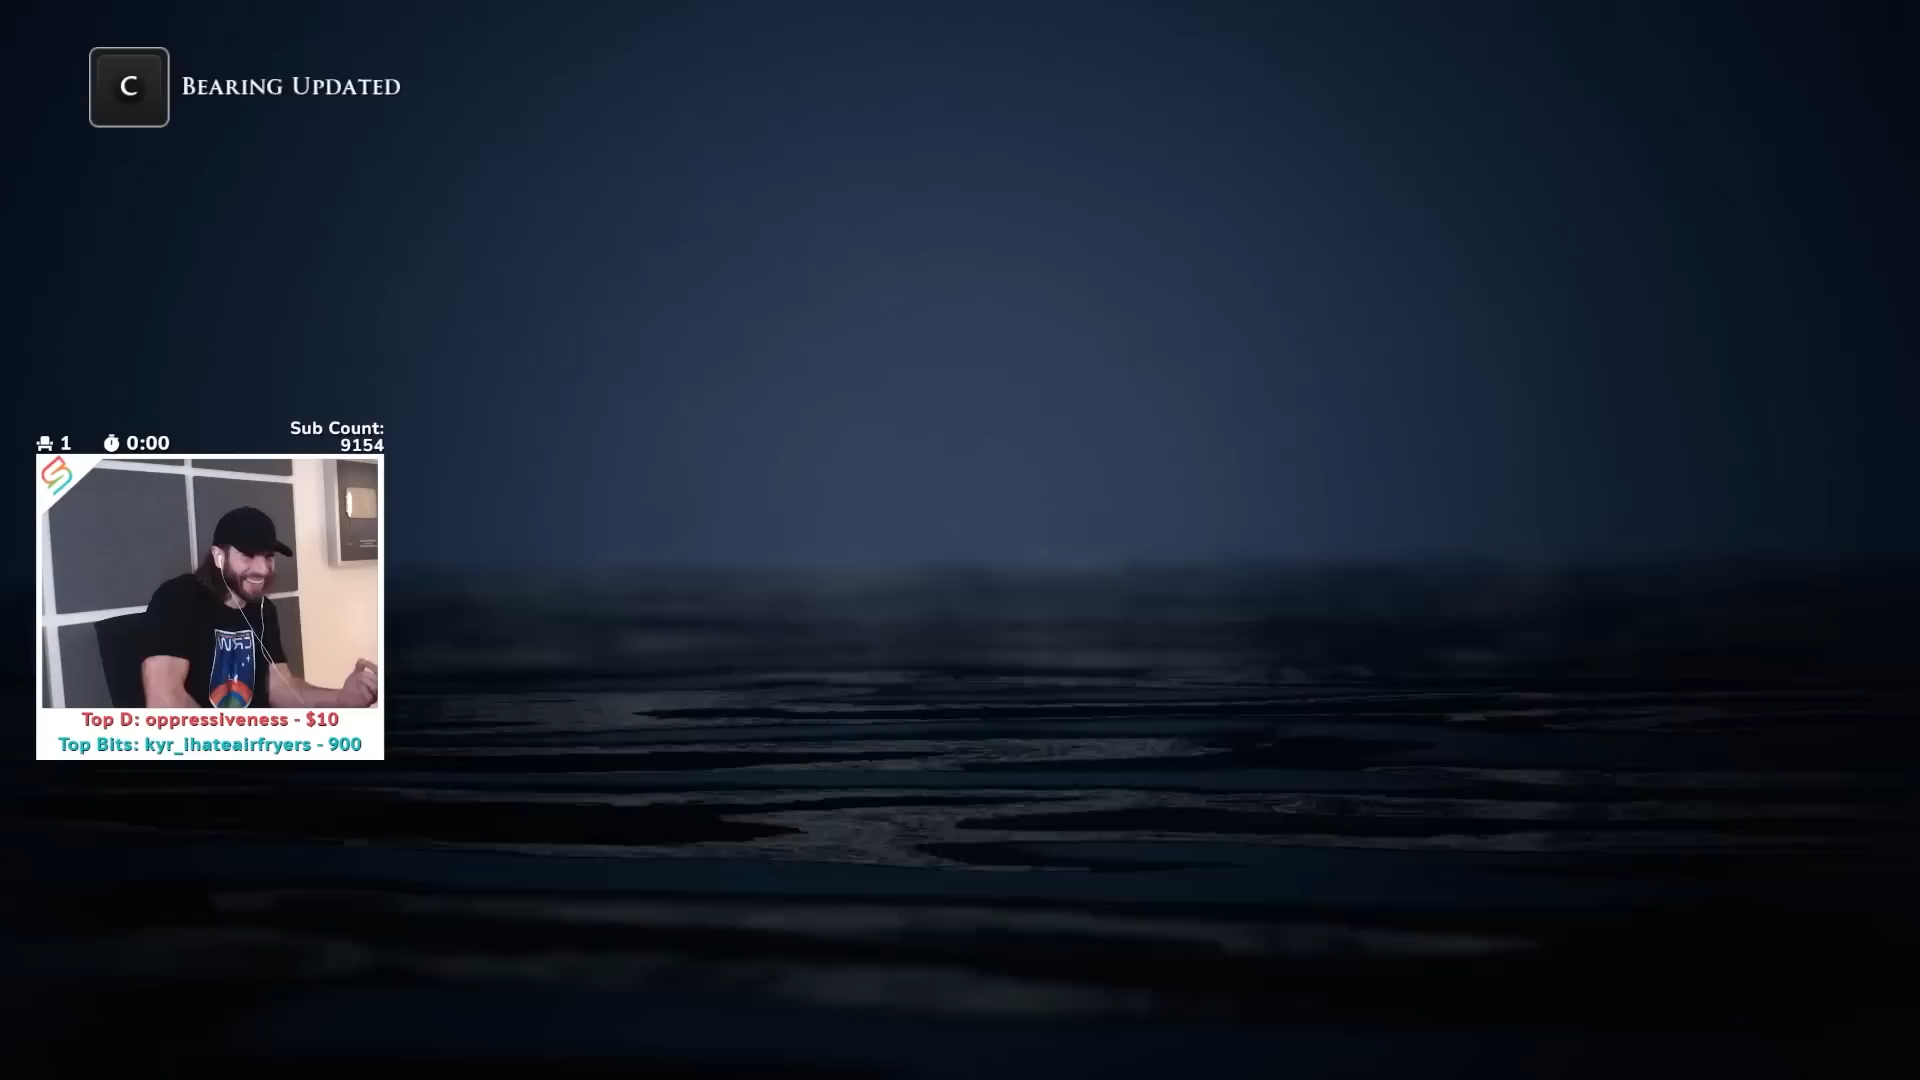 C
Bearing Updated
1
0:00
Sub Count:
9154
Top D: oppressiveness - $10
Top Bits: kyr_ihateairfryers - 900